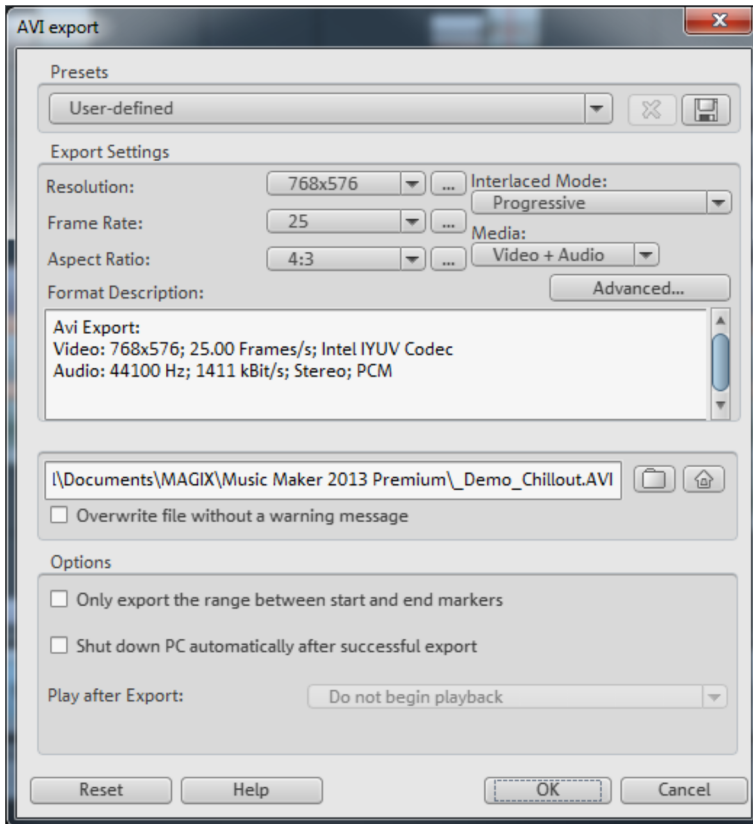 AVI export
Presets
User-defined
Export Settings
Resolution:
768x576
...
Interlaced Mode:
Progressive
Frame Rate:
25
...
Media:
Video + Audio
Aspect Ratio:
4:3
...
Format Description:
Advanced...
Avi Export:
Video: 768x576; 25.00 Frames/s; Intel IYUV Codec
Audio: 44100 Hz; 1411 kBit/s; Stereo; PCM
l\Documents\MAGIX\Music Maker 2013 Premium\_Demo_Chillout.AVI
Overwrite file without a warning message
Options
Only export the range between start and end markers
Shut down PC automatically after successful export
Play after Export:
Do not begin playback
Reset
Help
OK
Cancel